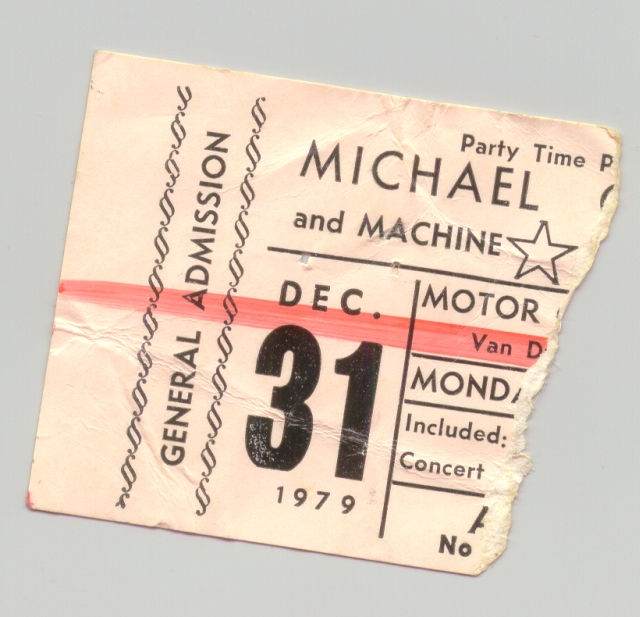 GENERAL ADMISSION
Party Time P
MICHAEL
and MACHINE
DEC.
31
1979
MOTOR
Van D
MONDA
Included:
Concert
A
No